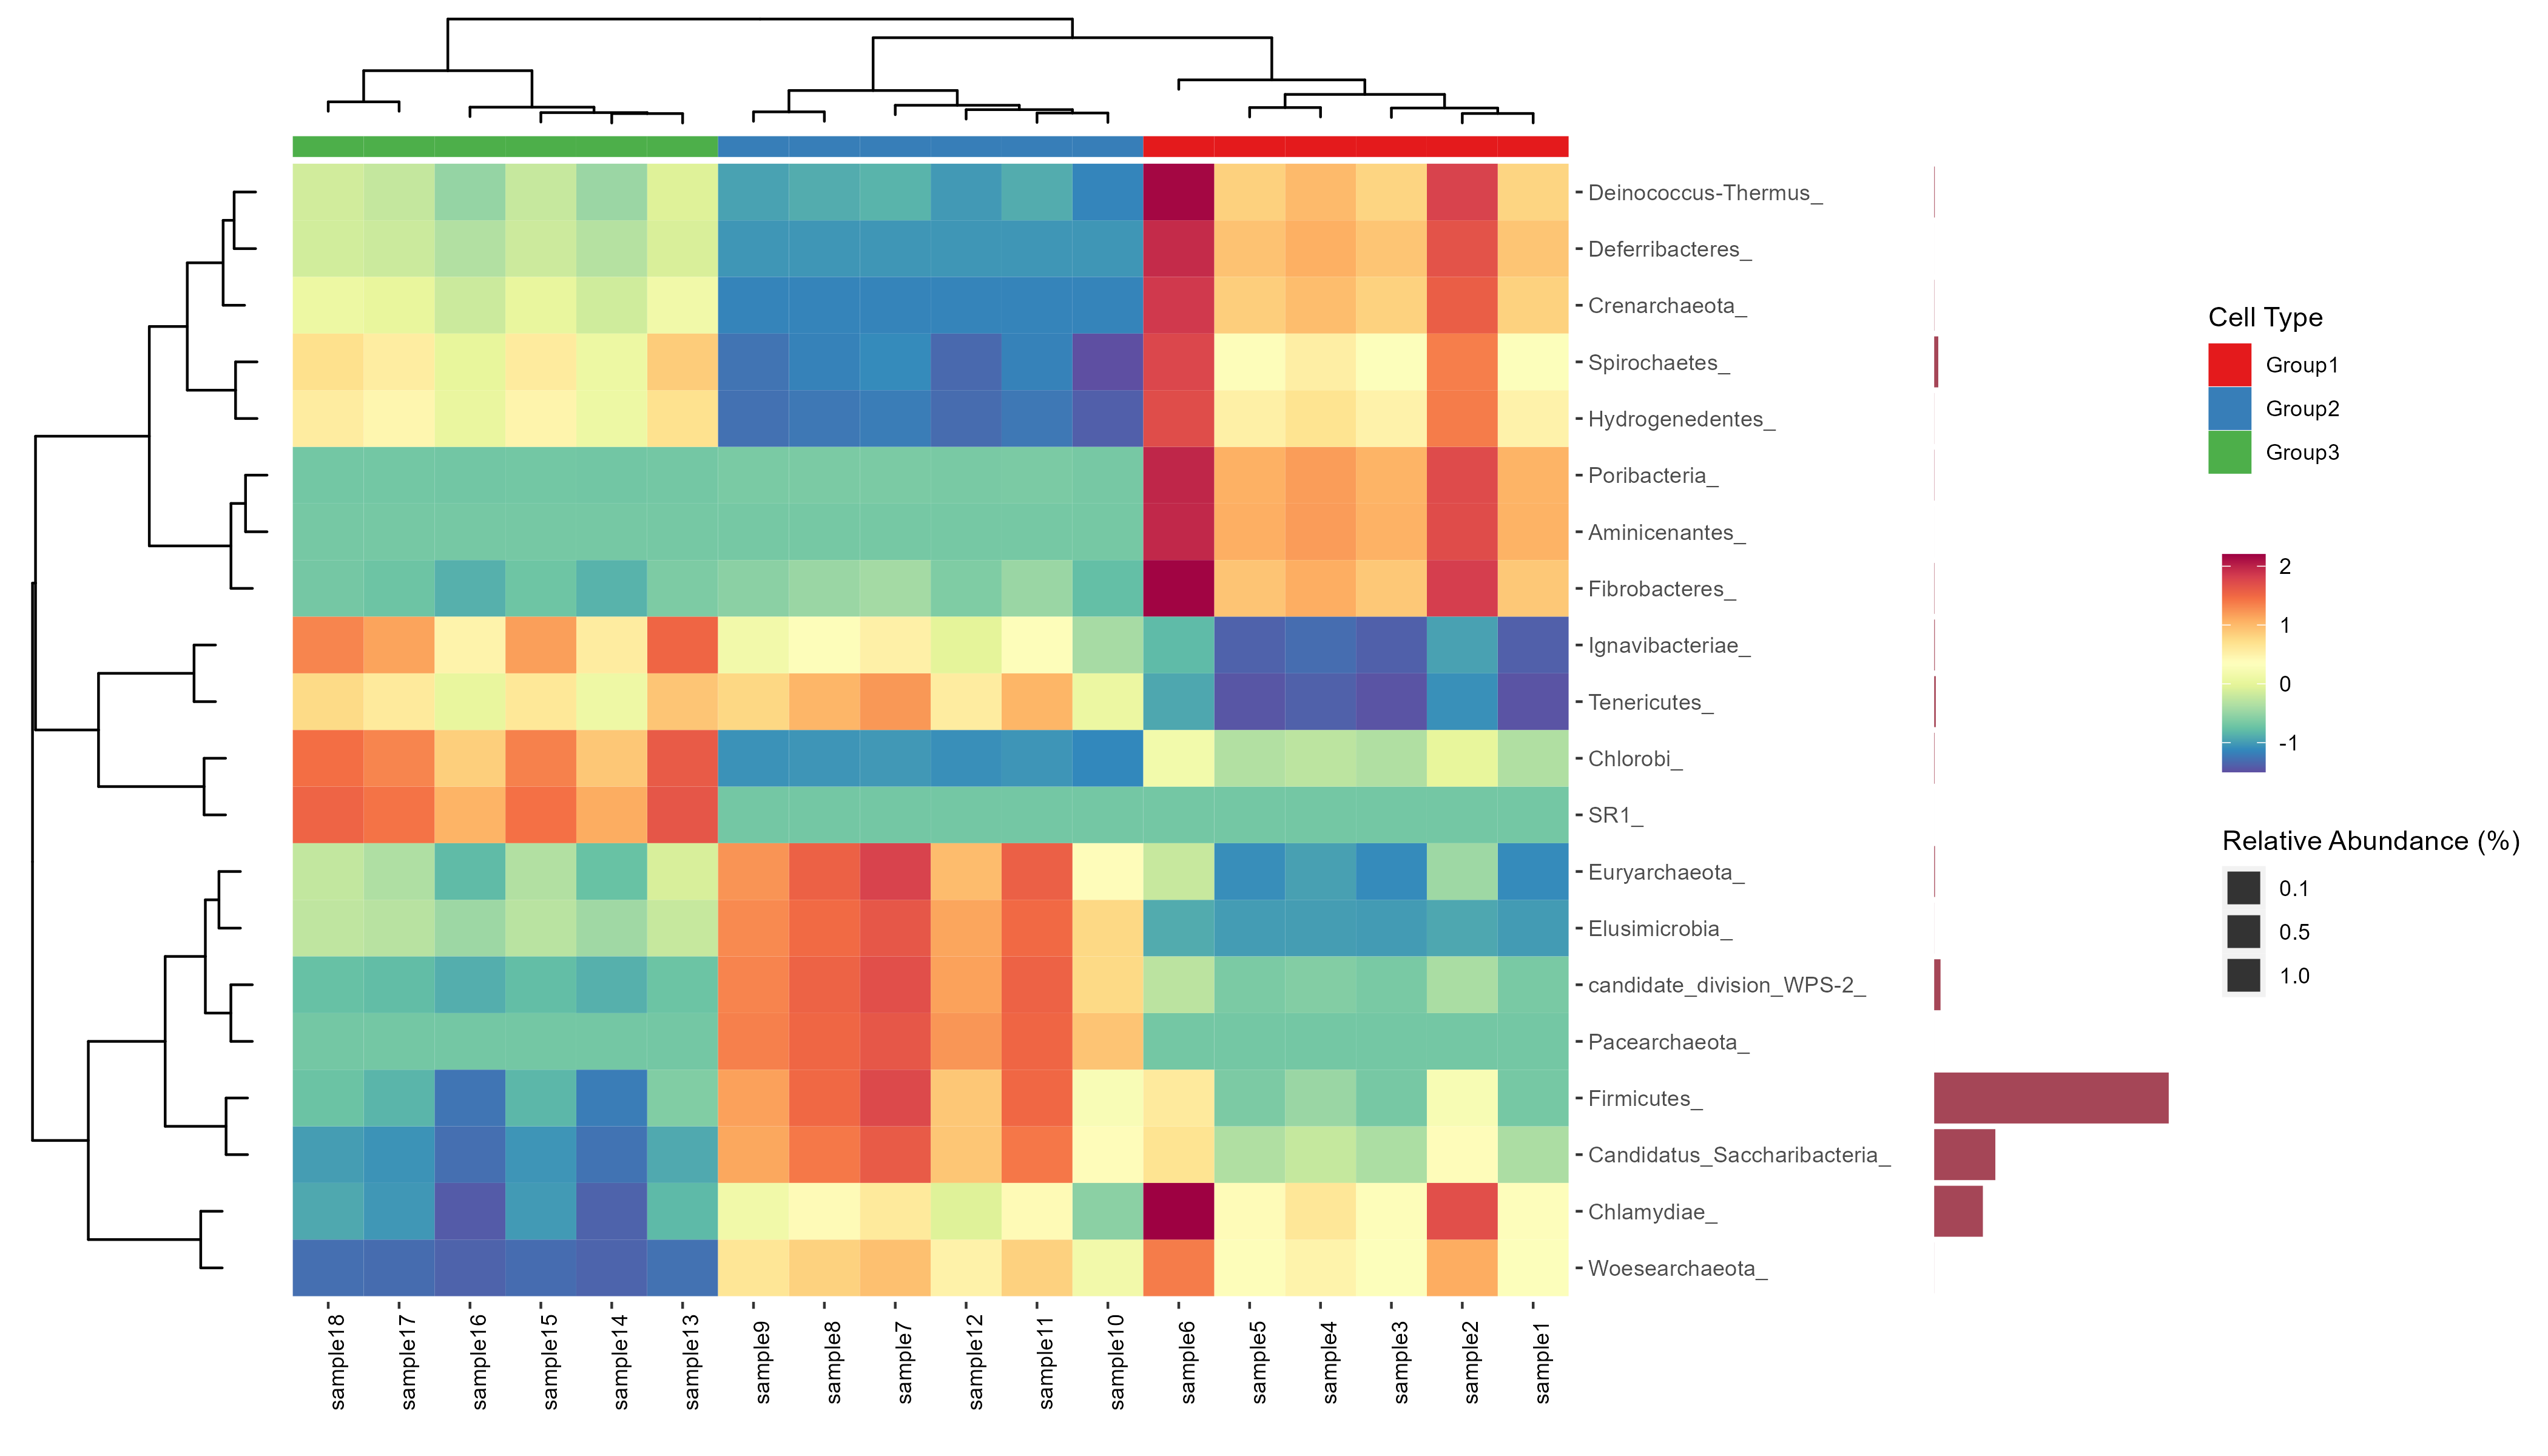 Deinococcus-Thermus_
Deferribacteres_
Crenarchaeota_
Spirochaetes_
Hydrogenedentes_
Poribacteria_
Aminicenantes_
Fibrobacteres_
Ignavibacteriae_
Tenericutes_
Chlorobi_
SR1_
Euryarchaeota_
Elusimicrobia_
candidate_division_WPS-2_
Pacearchaeota_
Firmicutes_
Candidatus_Saccharibacteria_
Chlamydiae_
Woesearchaeota_
sample18
sample17
sample16
sample15
sample14
sample13
sample9
sample8
sample7
sample12
sample11
sample10
sample6
sample5
sample4
sample3
sample2
sample1
Cell Type
Group1
Group2
Group3
2
1
0
-1
Relative Abundance (%)
0.1
0.5
1.0